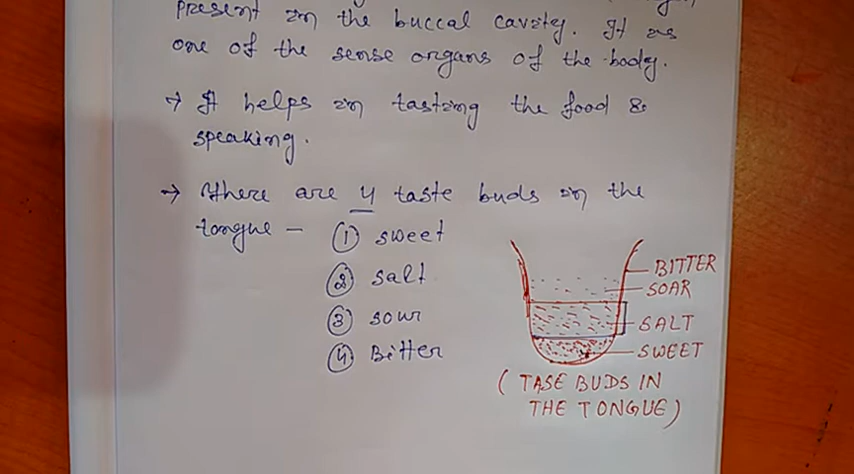 present in the buccal cavity. It is
one of the sense organs of the body.
→ It helps in tasting the food &
speaking.
→ There are 4 taste buds in the
tongue – ① sweet
② salt
③ sour
④ Bitter
BITTER
SOAR
SALT
SWEET
( TASE BUDS IN
THE TONGUE )